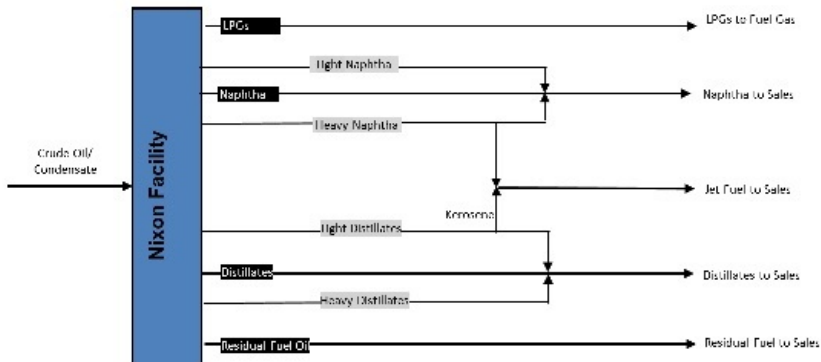 LPGs
LPGs to Fuel Gas
Light Naphtha
Naphtha
Naphtha to Sales
Heavy Naphtha
Crude Oil/
Condensate
Nixon Facility
Jet Fuel to Sales
Kerosene
Light Distillates
Distillates
Distillates to Sales
Heavy Distillates
Residual Fuel Oil
Residual Fuel to Sales